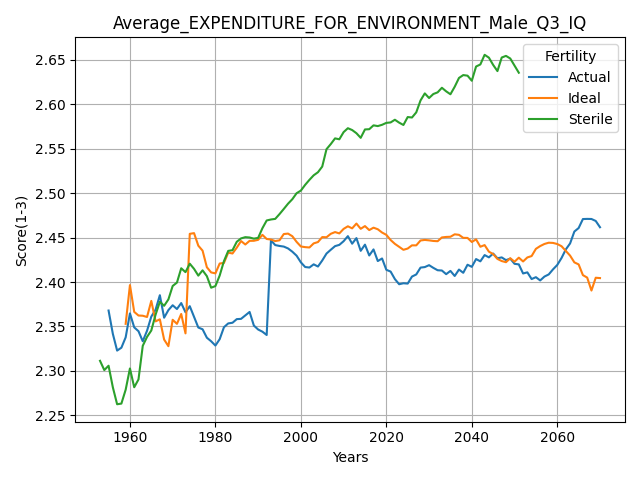 Average_EXPENDITURE_FOR_ENVIRONMENT_Male_Q3_IQ
Fertility
Actual
Ideal
Sterile
Score(1-3)
2.65
2.60
2.55
2.50
2.45
2.40
2.35
2.30
2.25
1960 1980 2000 2020 2040 2060
Years